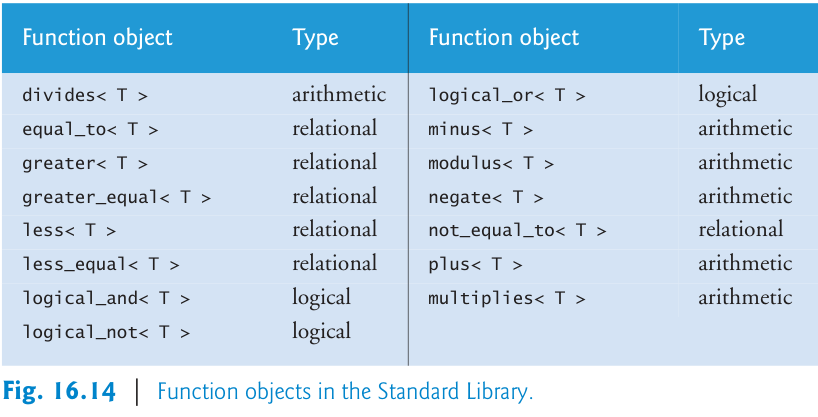 Function object Type Function object Type
divides< T > arithmetic logical_or< T > logical
equal_to< T > relational minus< T > arithmetic
greater< T > relational modulus< T > arithmetic
greater_equal< T > relational negate< T > arithmetic
less< T > relational not_equal_to< T > relational
less_equal< T > relational plus< T > arithmetic
logical_and< T > logical multiplies< T > arithmetic
logical_not< T > logical
Fig. 16.14 | Function objects in the Standard Library.